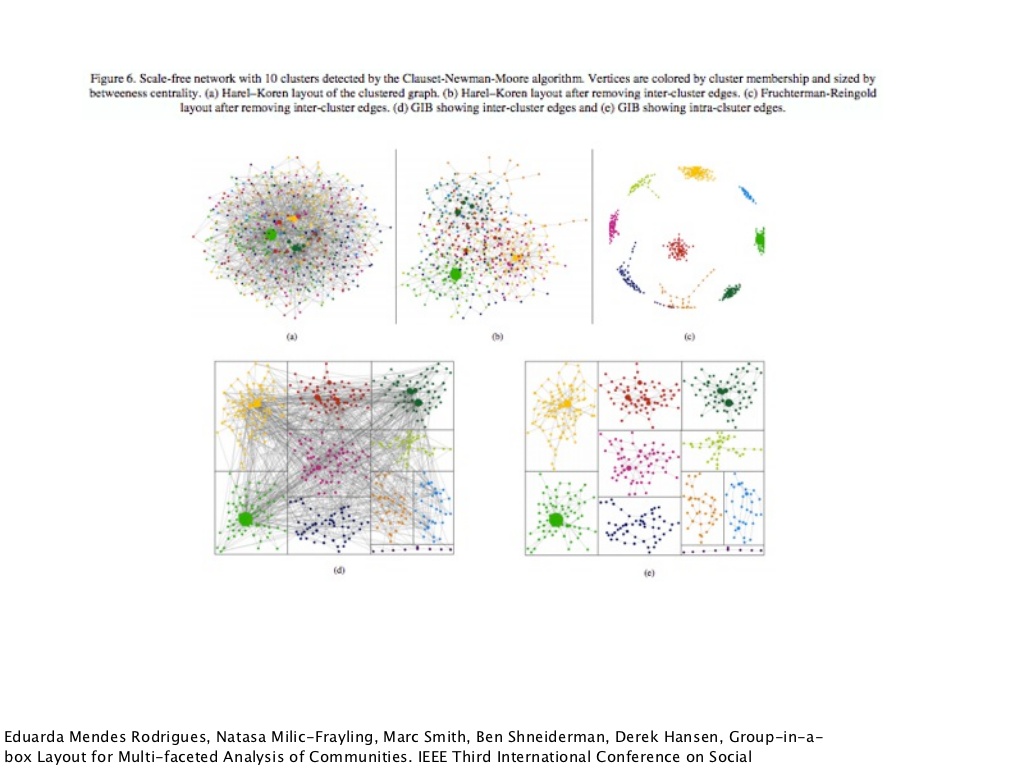 Figure 6. Scale-free network with 10 clusters detected by the Clauset-Newman-Moore algorithm. Vertices are colored by cluster membership and sized by
betweeness centrality. (a) Harel–Koren layout of the clustered graph. (b) Harel–Koren layout after removing inter-cluster edges. (c) Fruchterman-Reingold
layout after removing inter-cluster edges. (d) GIB showing inter-cluster edges and (e) GIB showing intra-clsuter edges.
(a)
(b)
(c)
(d)
(e)
Eduarda Mendes Rodrigues, Natasa Milic-Frayling, Marc Smith, Ben Shneiderman, Derek Hansen, Group-in-a-
box Layout for Multi-faceted Analysis of Communities. IEEE Third International Conference on Social